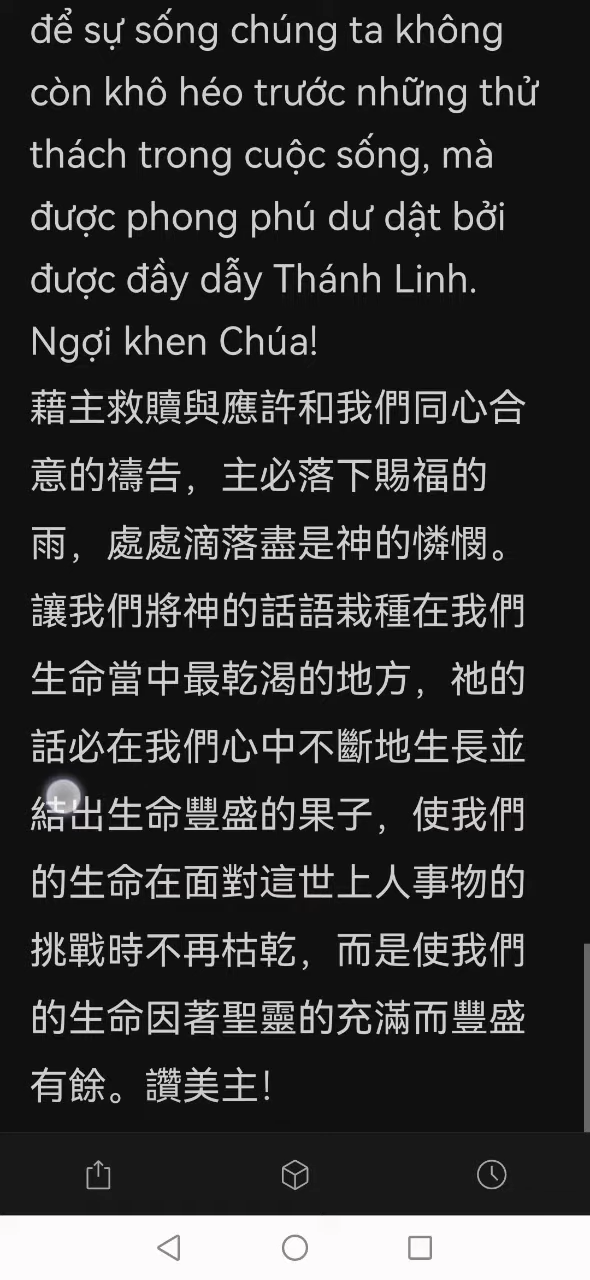 để sự sống chúng ta không
còn khô héo trước những thử
thách trong cuộc sống, mà
được phong phú dư dật bởi
được đầy dẫy Thánh Linh.
Ngợi khen Chúa!
藉主救贖與應許和我們同心合
意的禱告，主必落下賜福的
雨，處處滴落盡是神的憐憫。
讓我們將神的話語栽種在我們
生命當中最乾渴的地方，祂的
話必在我們心中不斷地生長並
結出生命豐盛的果子，使我們
的生命在面對這世上人事物的
挑戰時不再枯乾，而是使我們
的生命因著聖靈的充滿而豐盛
有餘。讚美主！